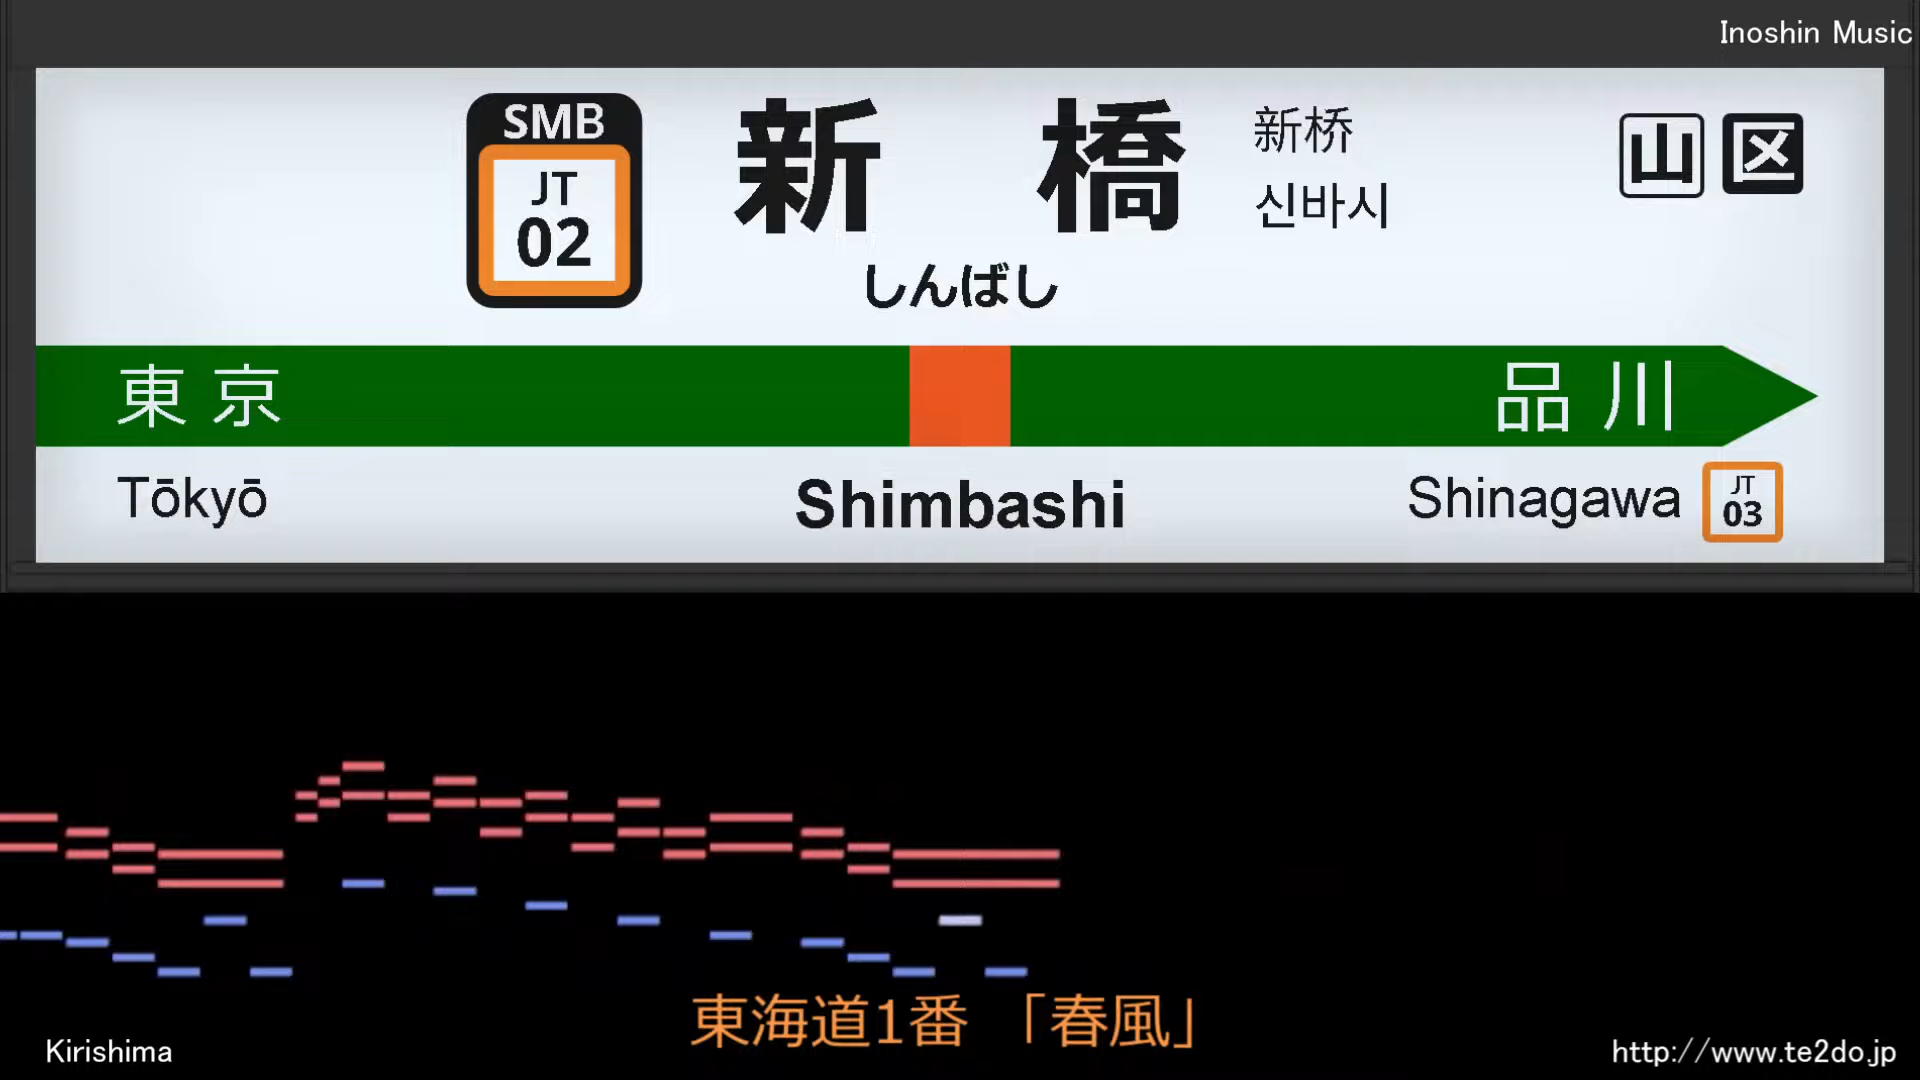 Inoshin Music
SMB
JT
02
新 橋
新桥
신바시
山 区
しんばし
東京
品川
Tōkyō
Shimbashi
Shinagawa
JT
03
東海道1番 「春風」
Kirishima
http://www.te2do.jp